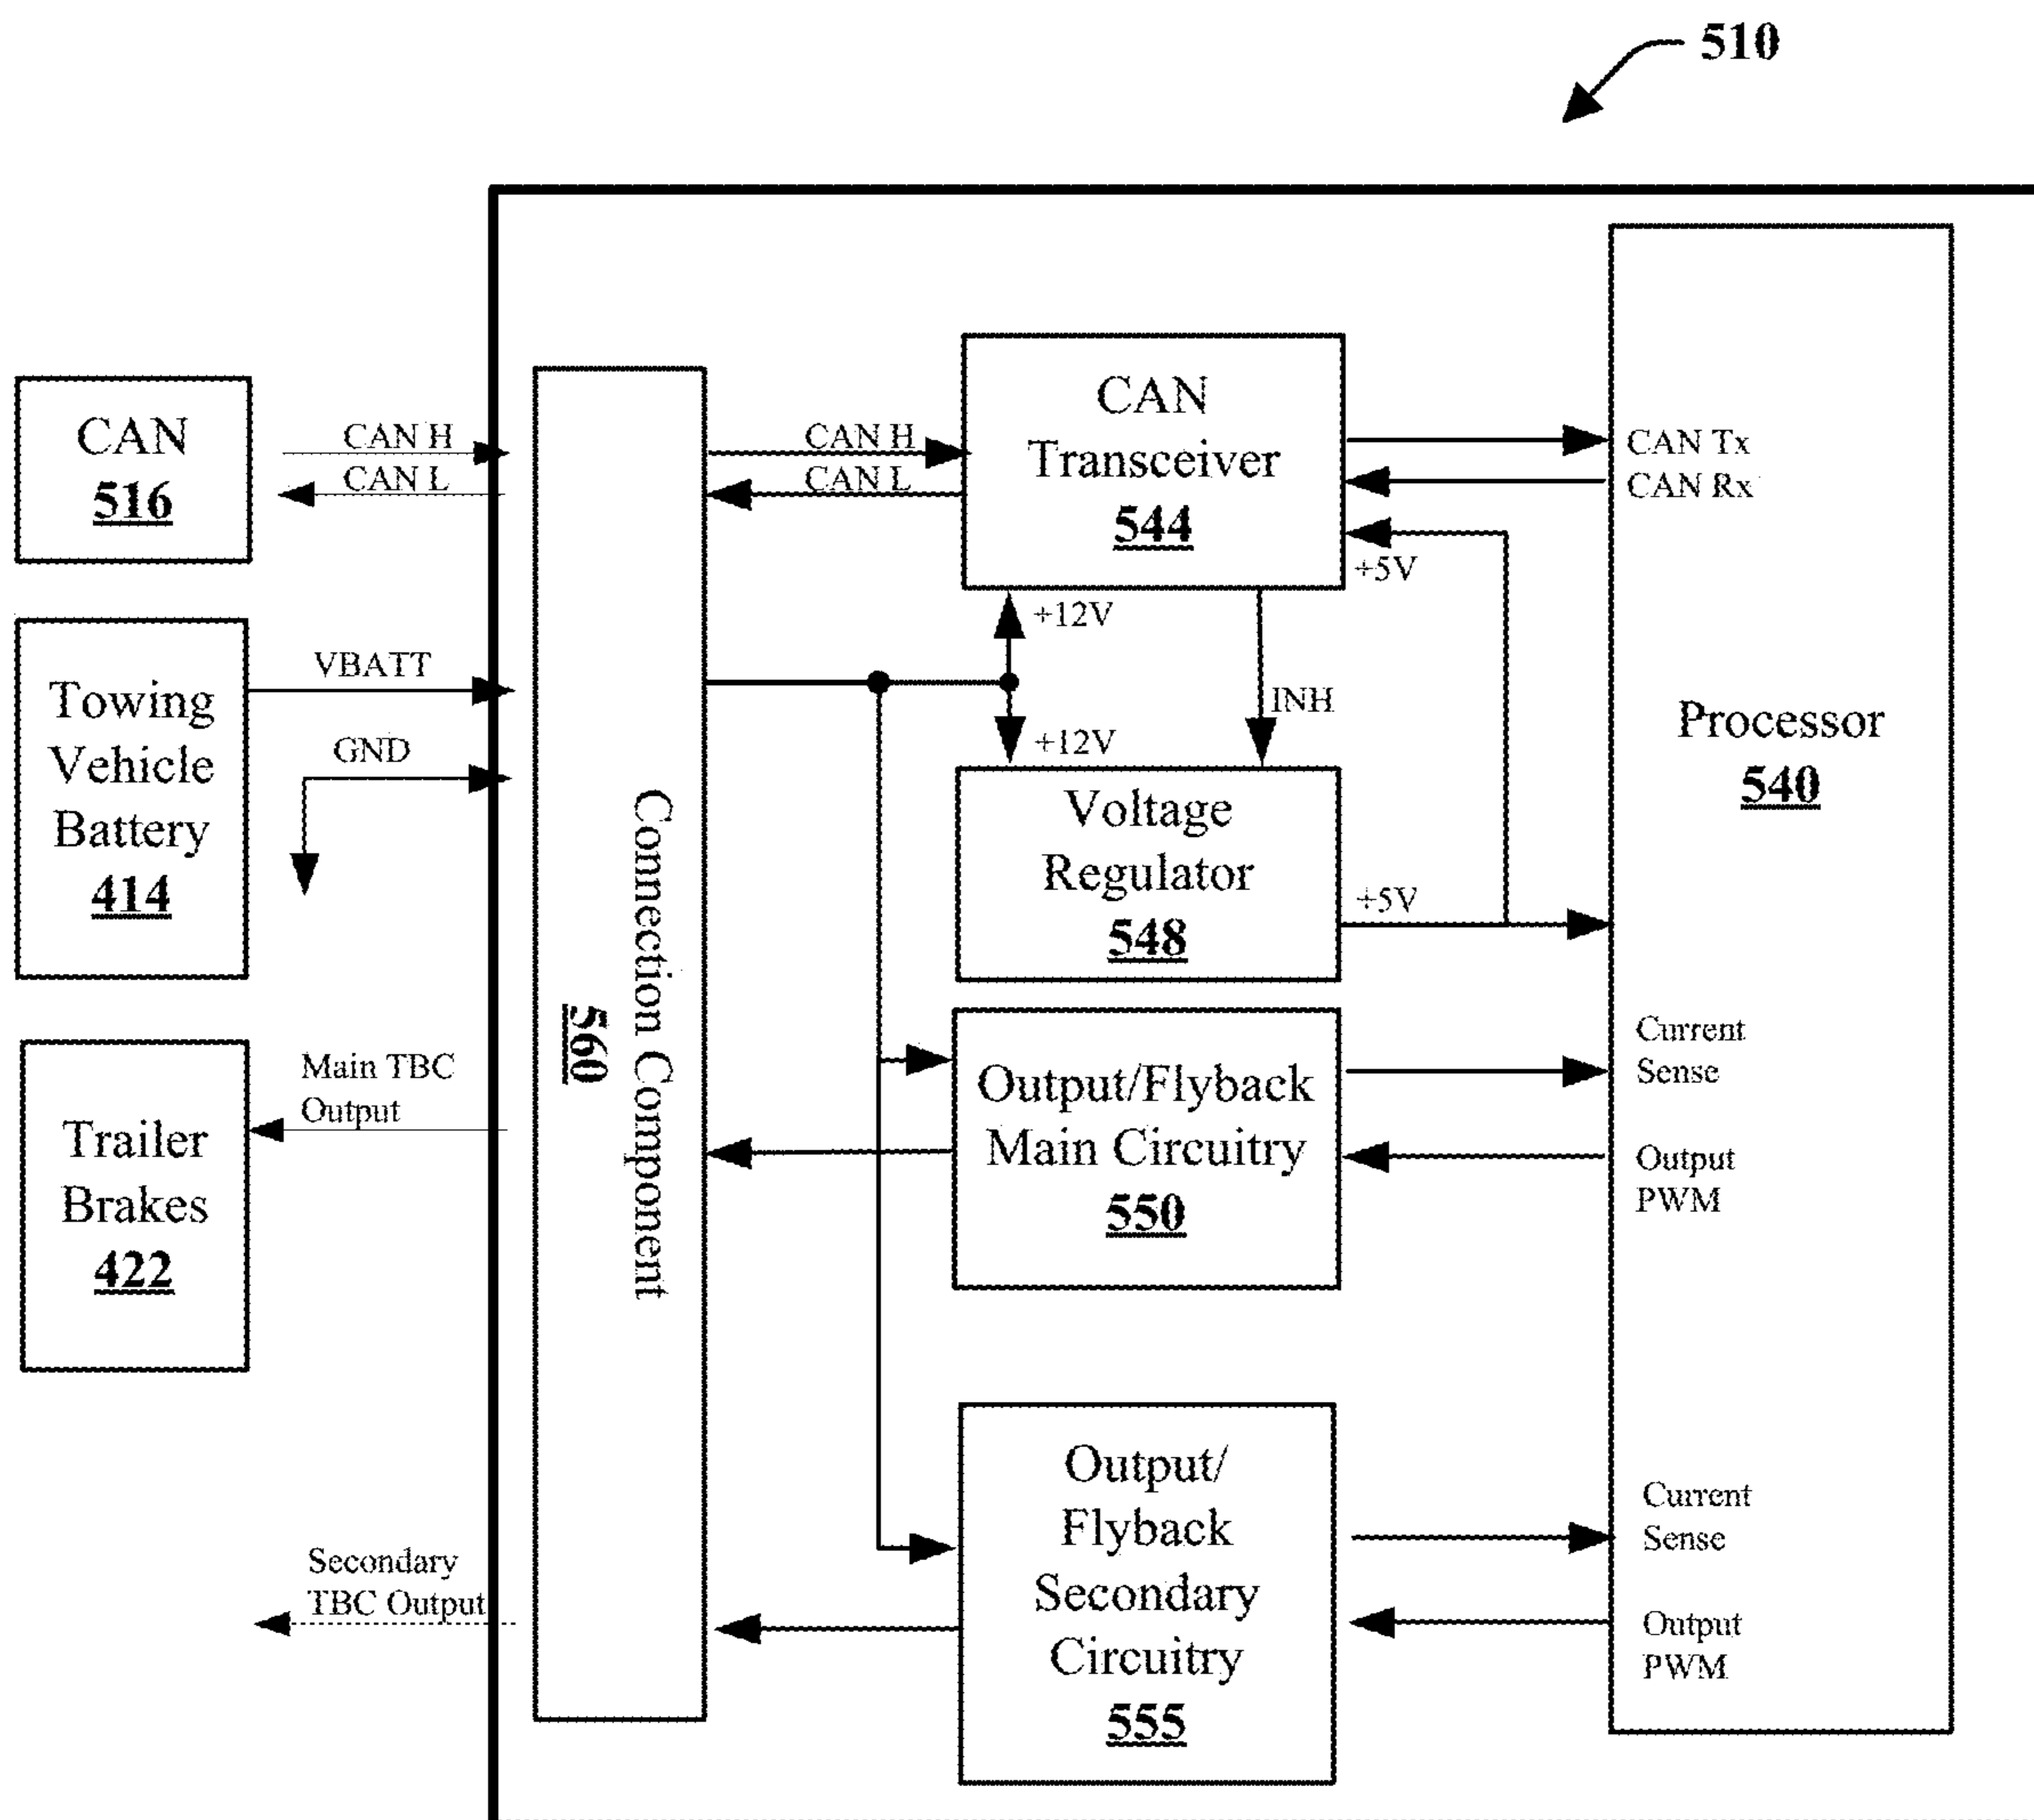 510
CAN
516
CAN H
CAN L
CAN H
CAN L
CAN
Transceiver
544
CAN Tx
CAN Rx
+5V
+12V
INH
+12V
Towing
Vehicle
Battery
414
VBATT
GND
Connection Component
560
Voltage
Regulator
548
+5V
Processor
540
Trailer
Brakes
422
Main TBC
Output
Output/Flyback
Main Circuitry
550
Current
Sense
Output
PWM
Secondary
TBC Output
Output/
Flyback
Secondary
Circuitry
555
Current
Sense
Output
PWM